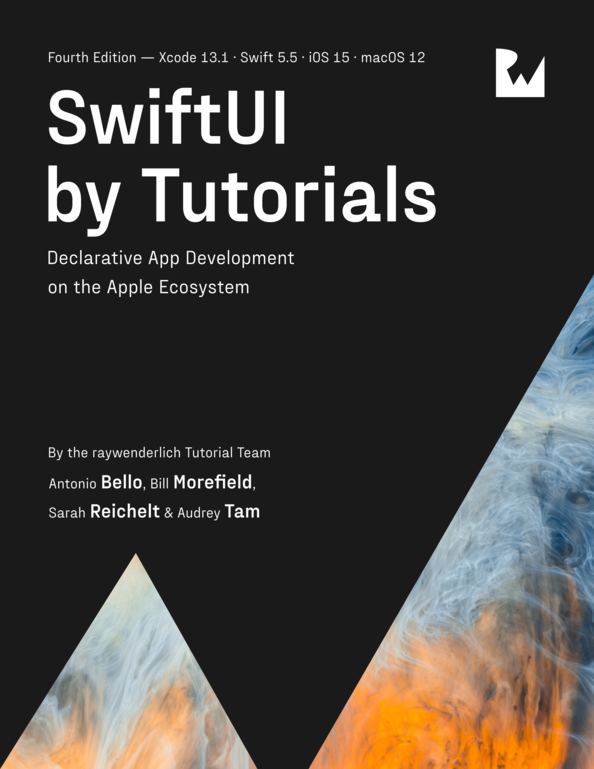 Fourth Edition — Xcode 13.1 · Swift 5.5 · iOS 15 · macOS 12
SwiftUI
by Tutorials
Declarative App Development
on the Apple Ecosystem
By the raywenderlich Tutorial Team
Antonio Bello, Bill Morefield,
Sarah Reichelt & Audrey Tam